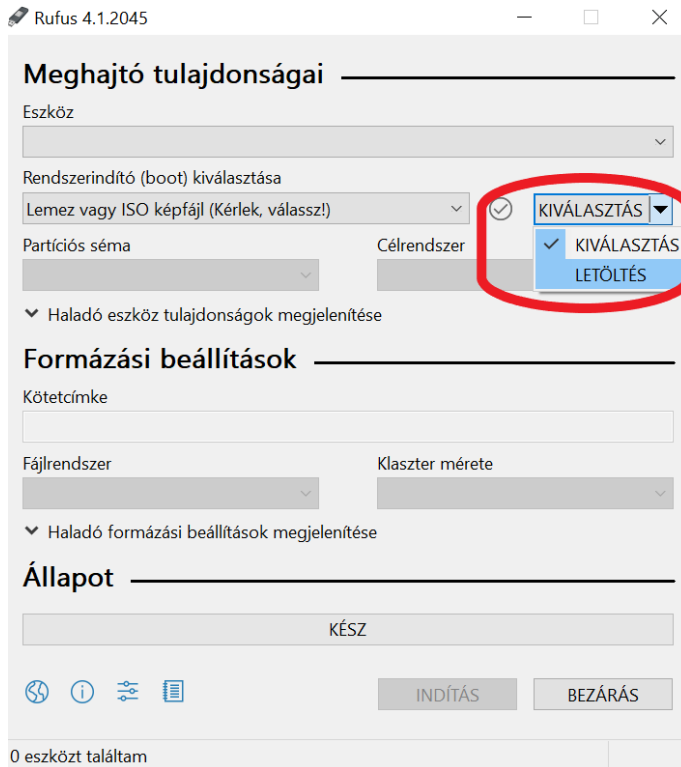 Rufus 4.1.2045
Meghajtó tulajdonságai
Eszköz
Rendszerindító (boot) kiválasztása
Lemez vagy ISO képfájl (Kérlek, válassz!)
KIVÁLASZTÁS
KIVÁLASZTÁS
LETÖLTÉS
Partíciós séma
Célrendszer
Haladó eszköz tulajdonságok megjelenítése
Formázási beállítások
Kötetcímke
Fájlrendszer
Klaszter mérete
Haladó formázási beállítások megjelenítése
Állapot
KÉSZ
INDÍTÁS
BEZÁRÁS
0 eszközt találtam